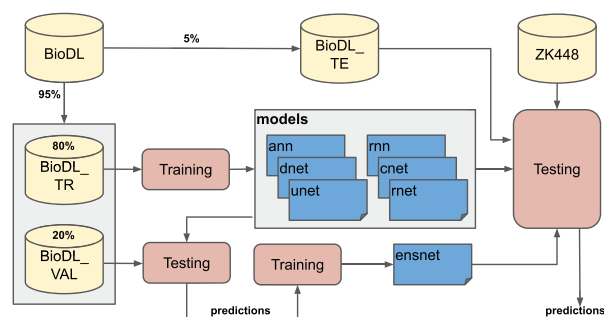 BioDL
5%
BioDL_
TE
ZK448
95%
models
80%
BioDL_
TR
Training
ann
dnet
unet
rnn
cnet
rnet
Testing
20%
BioDL_
VAL
Testing
Training
ensnet
predictions
predictions